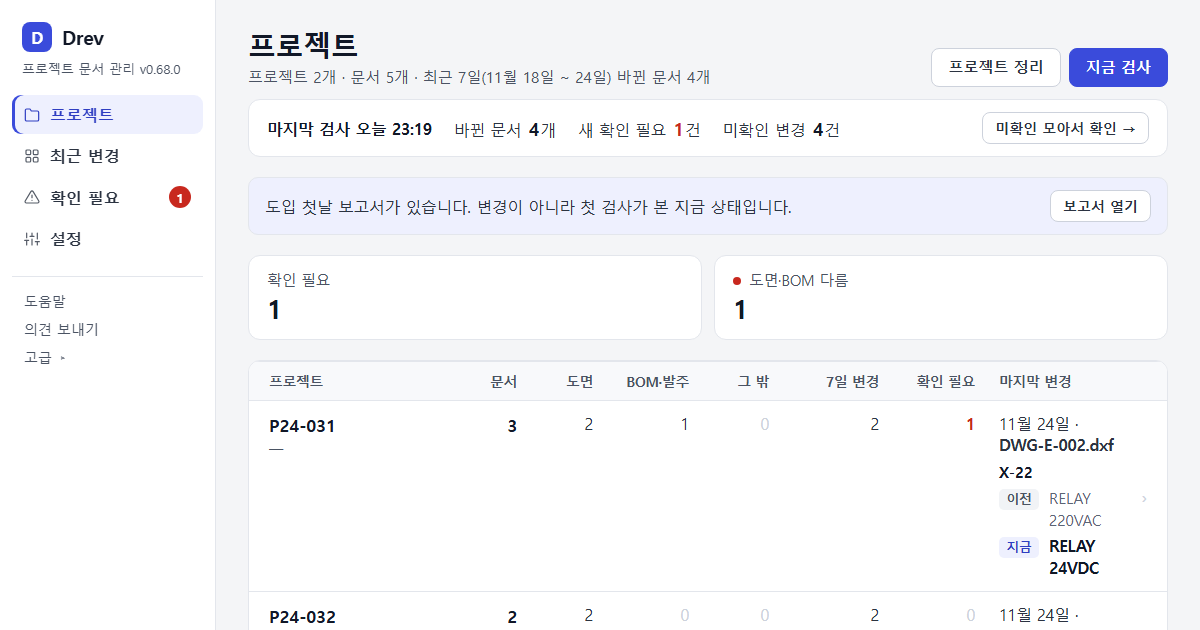 D Drev
프로젝트 문서 관리 v0.68.0
프로젝트
최근 변경
확인 필요 1
설정
도움말
의견 보내기
고급 ▸
프로젝트
프로젝트 2개 · 문서 5개 · 최근 7일(11월 18일 ~ 24일) 바뀐 문서 4개
프로젝트 정리
지금 검사
마지막 검사 오늘 23:19 바뀐 문서 4개 새 확인 필요 1건 미확인 변경 4건
미확인 모아서 확인 →
도입 첫날 보고서가 있습니다. 변경이 아니라 첫 검사가 본 지금 상태입니다.
보고서 열기
확인 필요
1
도면·BOM 다름
1
프로젝트 문서 도면 BOM·발주 그 밖 7일 변경 확인 필요 마지막 변경
P24-031 3 2 1 0 2 1 11월 24일 ·
—
DWG-E-002.dxf
X-22
이전 RELAY
220VAC
›
지금 RELAY
24VDC
P24-032 2 2 0 0 2 0 11월 24일 ·